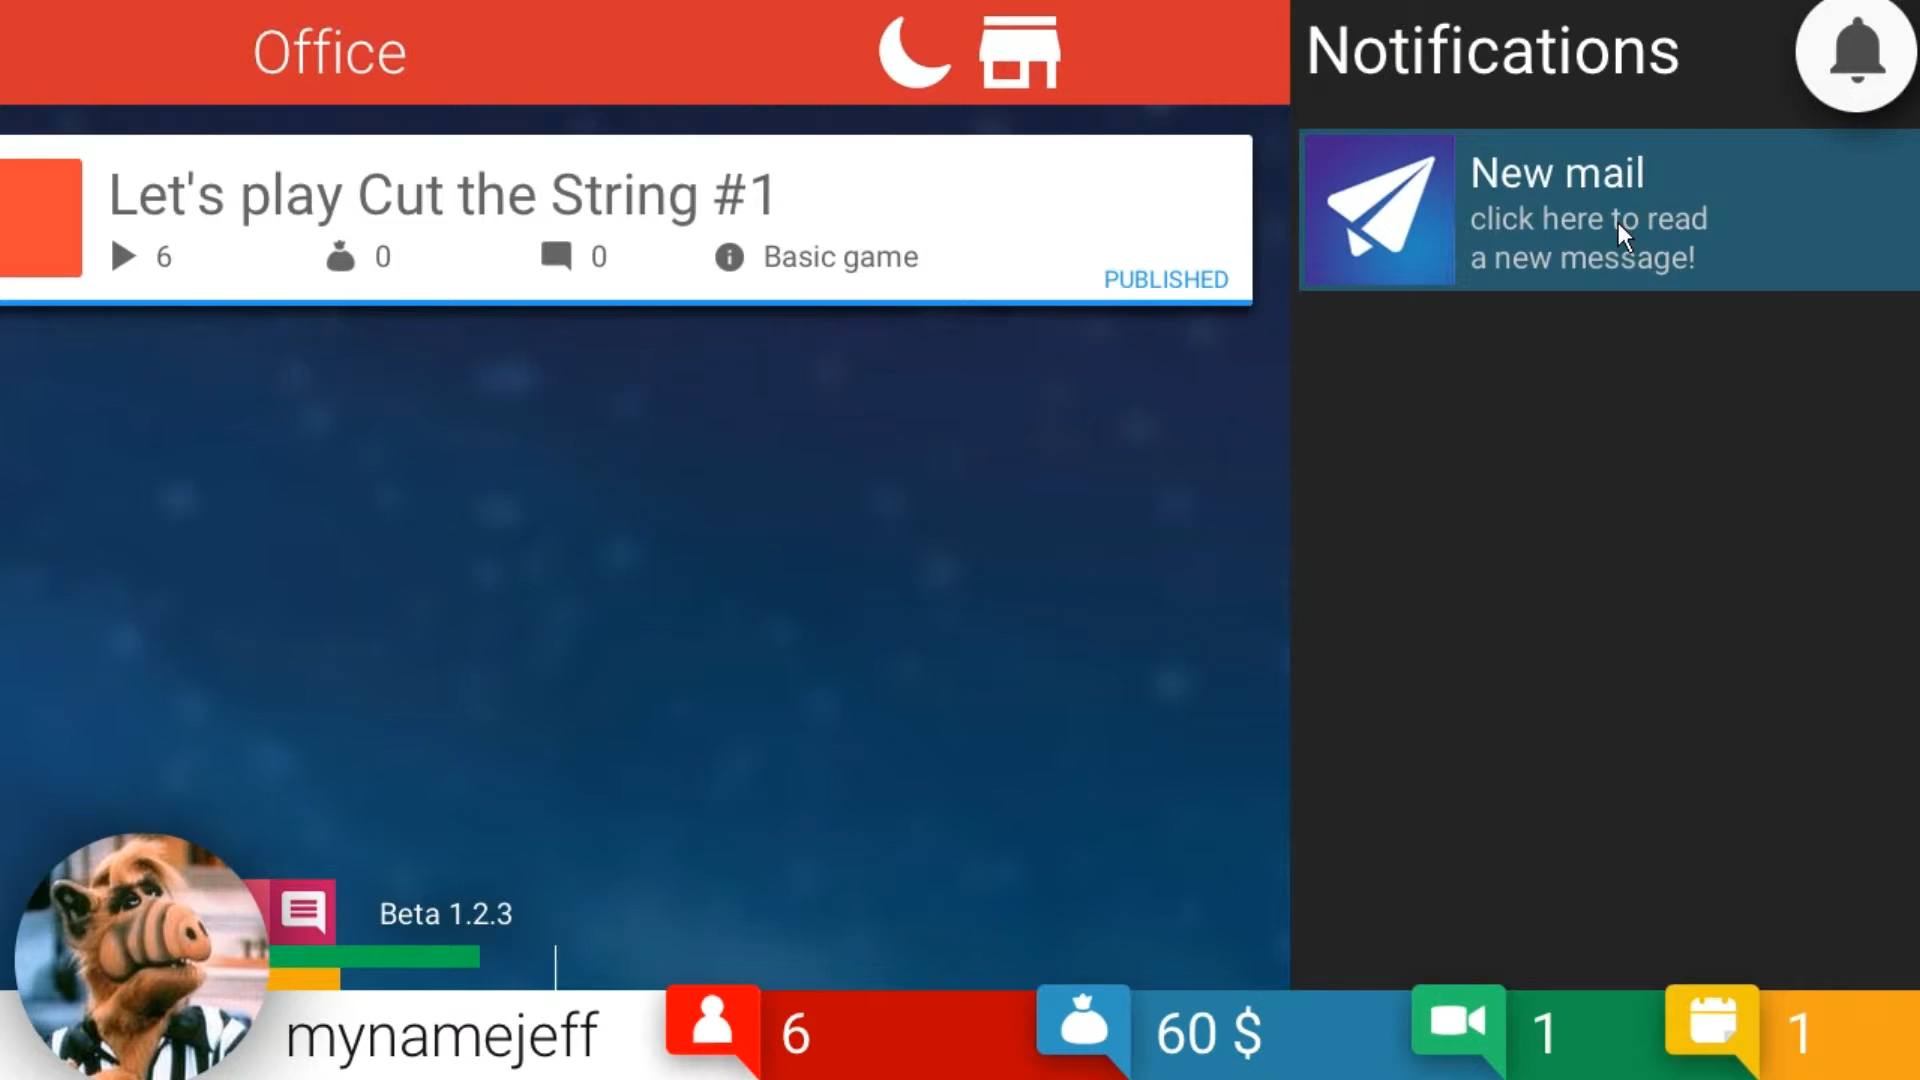 Office
Notifications
Let's play Cut the String #1
6
0
0
Basic game
PUBLISHED
New mail
click here to read
a new message!
Beta 1.2.3
mynamejeff
6
60 $
1
1